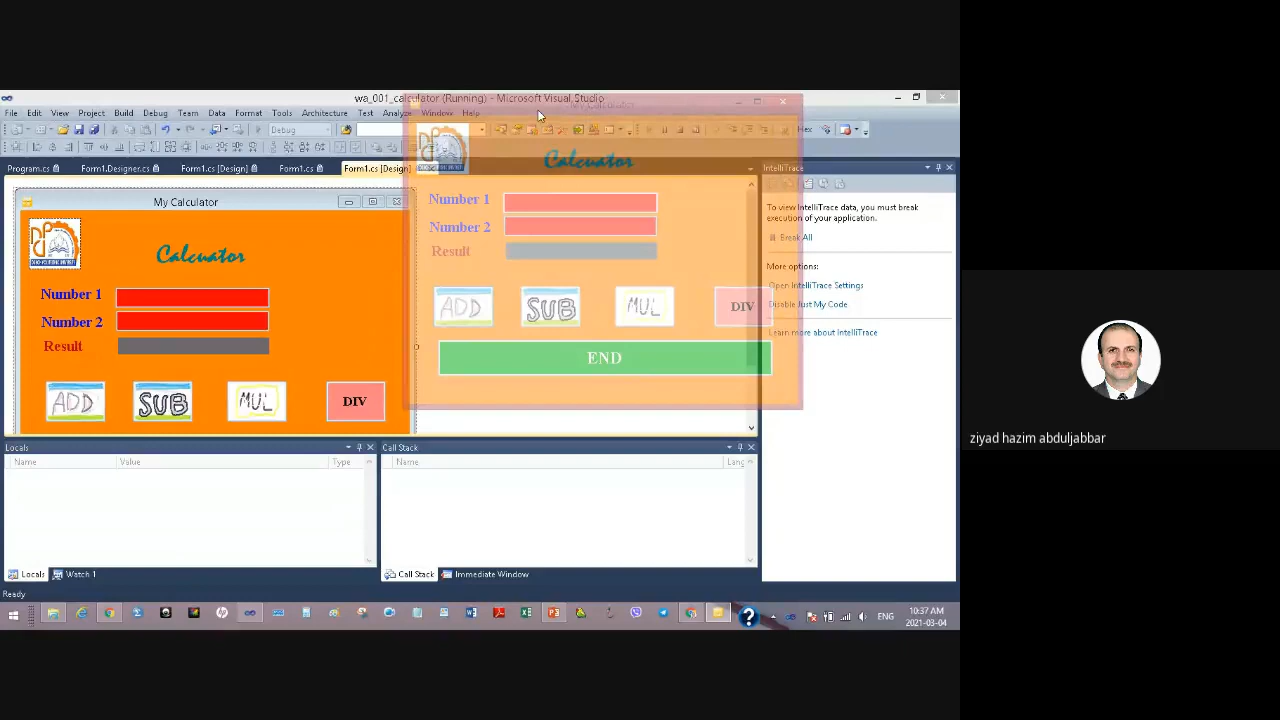 wa_001_calculator (Running) - Microsoft Visual Studio
File Edit View Project Build Debug Team Data Format Tools Architecture Test Analyze Window Help
Debug
Hex
Program.cs Form1.Designer.cs Form1.cs [Design] Form1.cs Form1.cs [Design]
My Calculator
Calcuator
Number 1
Number 2
Result
ADD SUB MUL DIV
My Calculator
Calcuator
Number 1
Number 2
Result
ADD SUB MUL DIV
END
IntelliTrace
To view IntelliTrace data, you must break
execution of your application.
Break All
More options:
Open IntelliTrace Settings
Disable Just My Code
Learn more about IntelliTrace
Locals
Name Value Type
Call Stack
Name Lang
Locals Watch 1
Call Stack Immediate Window
Ready
ENG
10:37 AM
2021-03-04
ziyad hazim abduljabbar